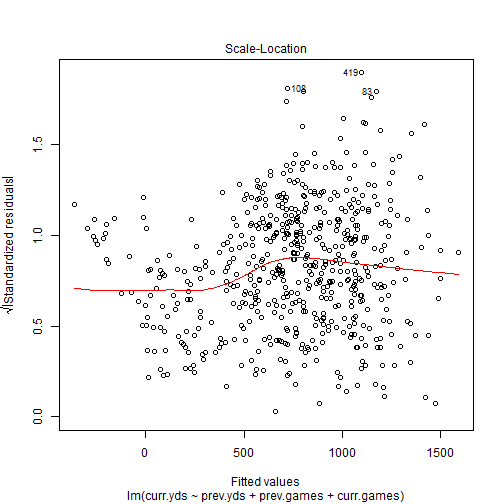 Scale-Location
419
108
83
√|Standardized residuals|
1.5
1.0
0.5
0.0
0 500 1000 1500
Fitted values
lm(curr.yds ~ prev.yds + prev.games + curr.games)